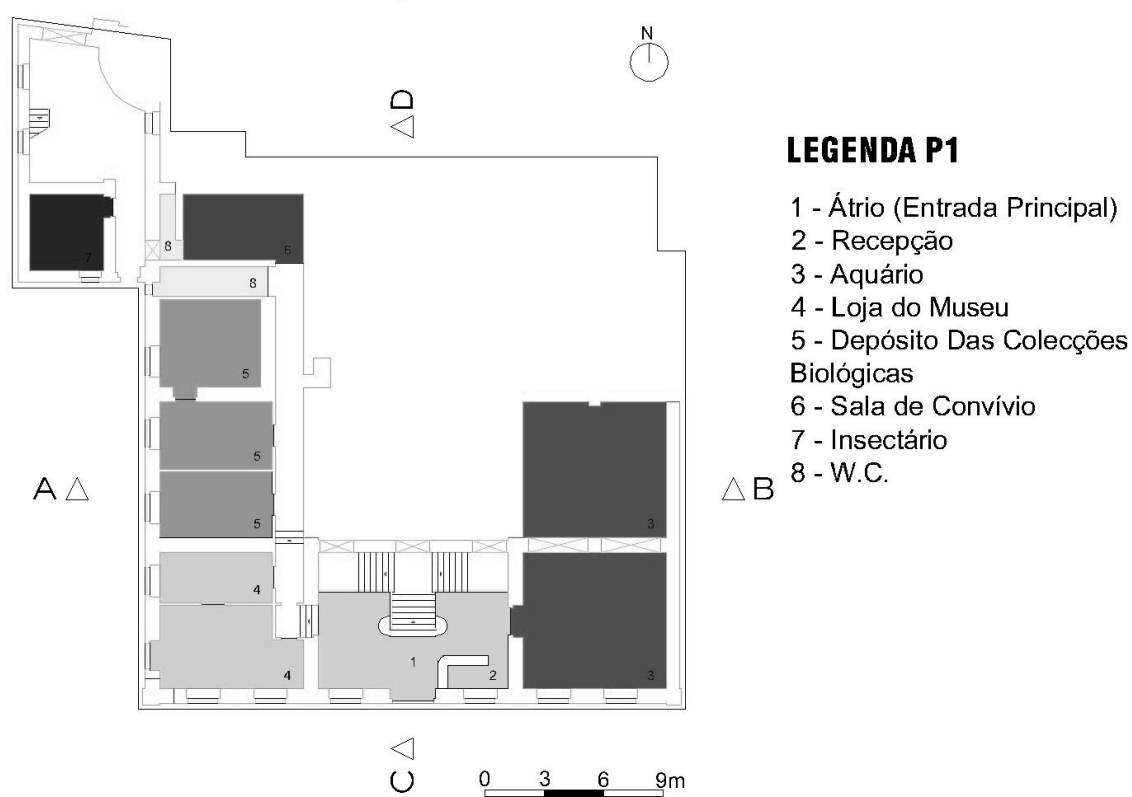 N
D
LEGENDA P1
1 - Átrio (Entrada Principal)
2 - Recepção
3 - Aquário
4 - Loja do Museu
5 - Depósito Das Colecções
Biológicas
6 - Sala de Convívio
7 - Insectário
8 - W.C.
8
6
7
8
5
5
A
B
3
5
4
1
2
4
3
C
0 3 6 9m